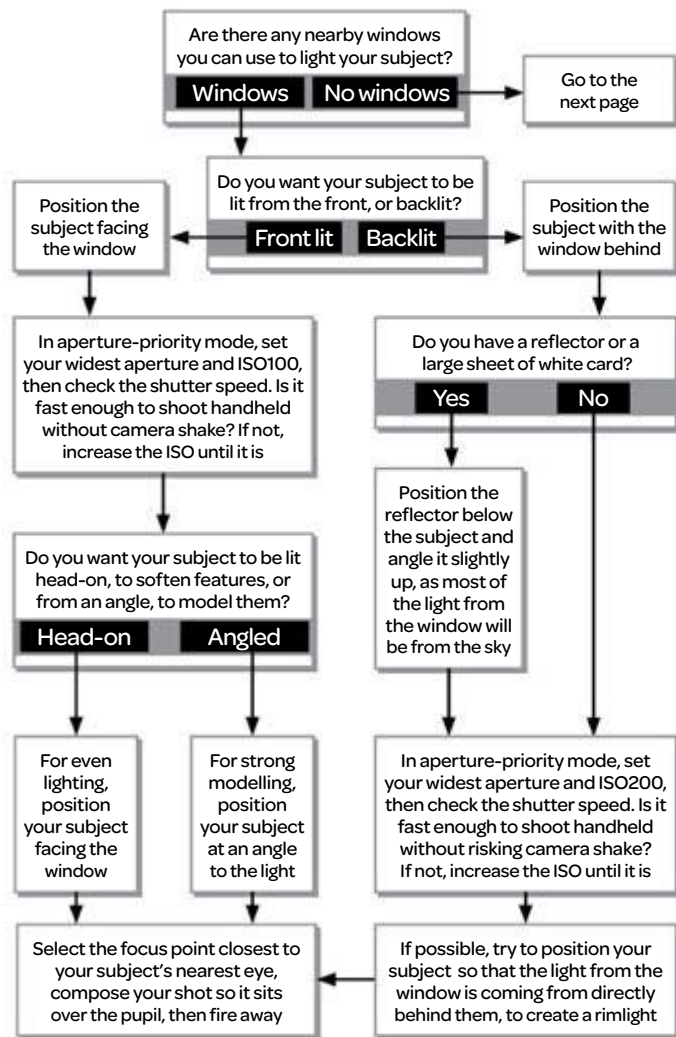 Are there any nearby windows
you can use to light your subject?
Windows
No windows
Go to the
next page
Do you want your subject to be
lit from the front, or backlit?
Front lit
Backlit
Position the
subject facing
the window
Position the
subject with the
window behind
In aperture-priority mode, set
your widest aperture and ISO100,
then check the shutter speed. Is it
fast enough to shoot handheld
without camera shake? If not,
increase the ISO until it is
Do you have a reflector or a
large sheet of white card?
Yes
No
Position the
reflector below
the subject and
angle it slightly
up, as most of
the light from
the window will
be from the sky
Do you want your subject to be lit
head-on, to soften features, or
from an angle, to model them?
Head-on
Angled
For even
lighting,
position
your subject
facing the
window
For strong
modelling,
position
your subject
at an angle
to the light
In aperture-priority mode, set
your widest aperture and ISO200,
then check the shutter speed. Is it
fast enough to shoot handheld
without risking camera shake?
If not, increase the ISO until it is
Select the focus point closest to
your subject's nearest eye,
compose your shot so it sits
over the pupil, then fire away
If possible, try to position your
subject so that the light from the
window is coming from directly
behind them, to create a rimlight